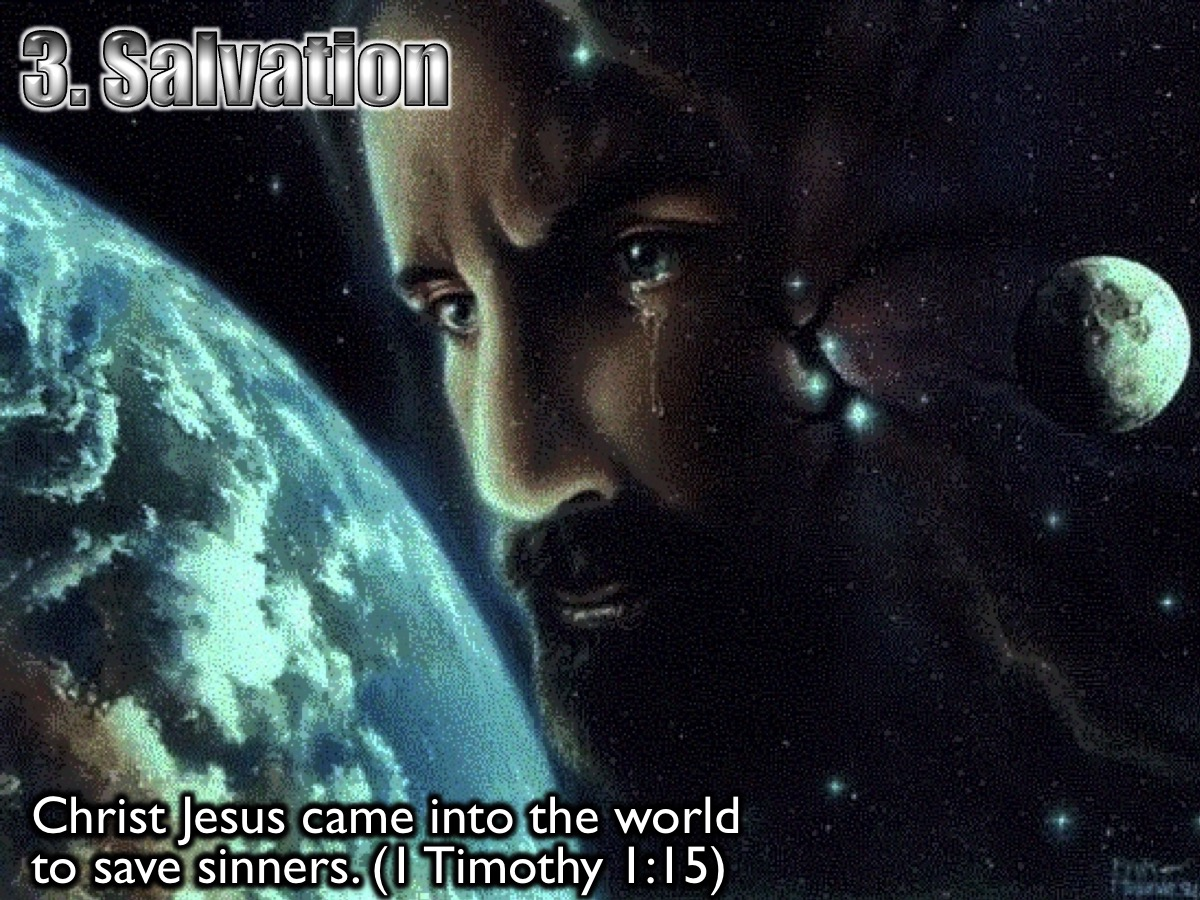 3. Salvation
Christ Jesus came into the world
to save sinners. (1 Timothy 1:15)